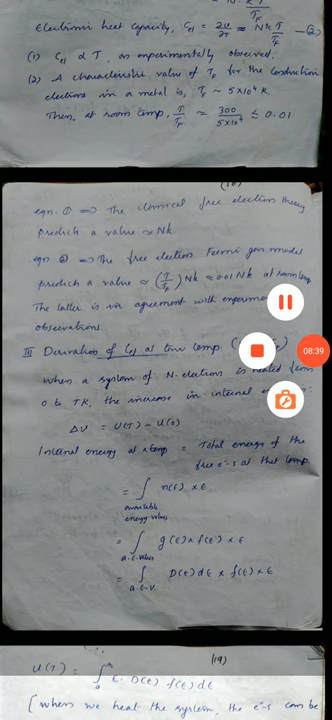 Electronic heat capacity, Cel = ∂U/∂T ≈ Nk T/TF —②
(1) Cel ∝ T, as experimentally observed.
(2) A characteristic value of TF for the conduction
electrons in a metal is, TF ~ 5×10⁴ K.
Then, at room temp, T/TF ≈ 300/5×10⁴ ≤ 0.01
eqn. ① ⟹ The classical free electron theory
predicts a value ≈ Nk
eqn ② ⟹ The free electron Fermi gas model
predicts a value ≈ (T/TF) Nk ≈ 0.01 Nk at room temp
The latter is in agreement with
observations.
III Derivation of Cel at low temp.
When a system of N-electrons is heated from
0 to TK, the increase in internal
ΔU = U(T) - U(0)
Internal energy at a temp = Total energy of the
free e⁻s at that temp.
= ∫ n(ε) × ε
available
energy values
= ∫ g(ε) × f(ε) × ε
a.e.values
= ∫ D(ε) dε × f(ε) × ε
a.e.v.
08:39
(19)
U(T) = ∫ ε. D(ε) f(ε) dε
[when we heat the system, the e⁻s can be